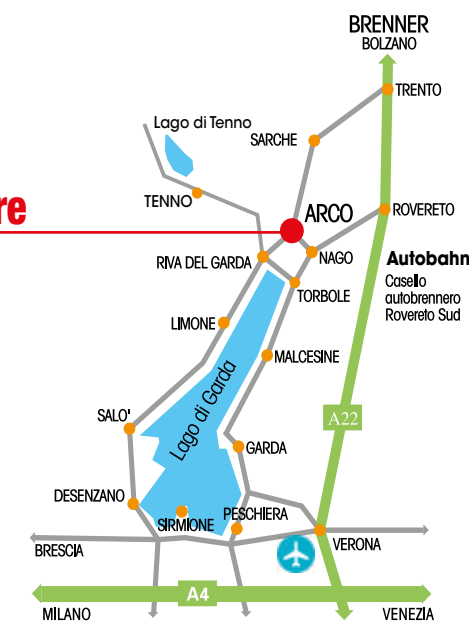 BRENNER
BOLZANO
TRENTO
Lago di Tenno
SARCHE
TENNO
re
ARCO
ROVERETO
RIVA DEL GARDA
NAGO
Autobahn
Casello
autobrennero
Rovereto Sud
TORBOLE
LIMONE
MALCESINE
Lago di Garda
SALO'
A22
GARDA
DESENZANO
SIRMIONE
PESCHIERA
BRESCIA
VERONA
A4
MILANO
VENEZIA